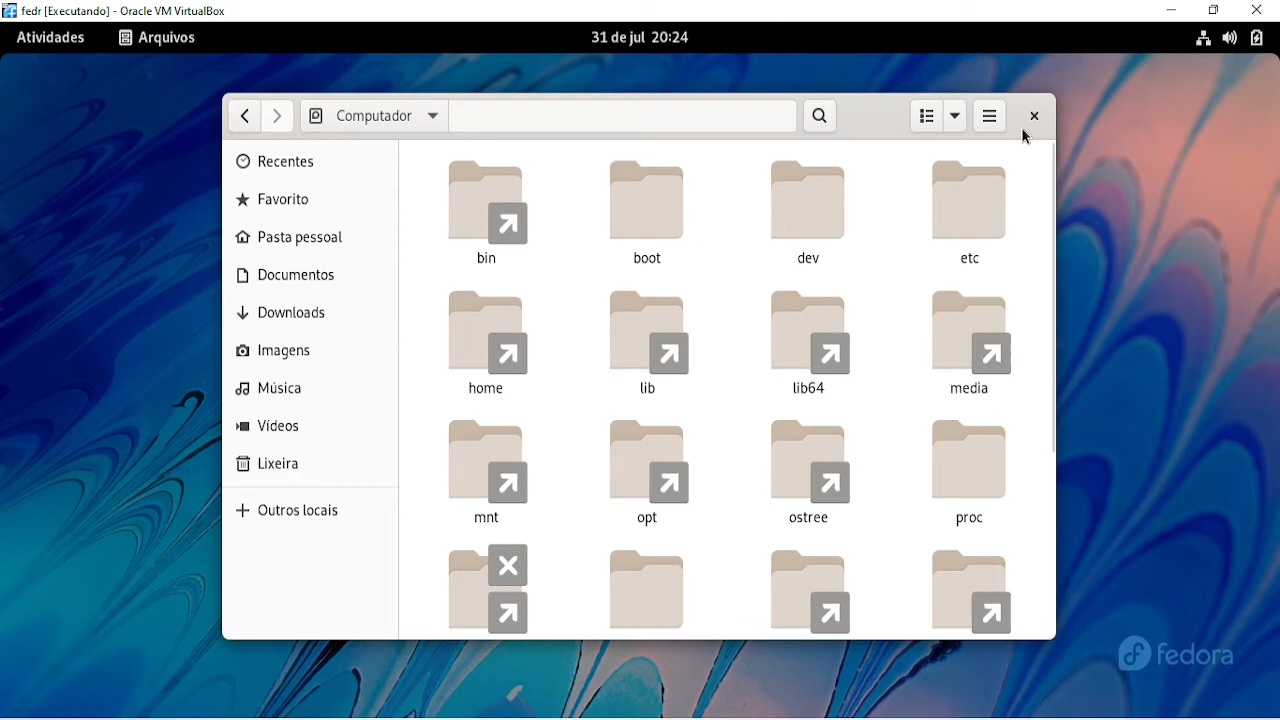 fedr [Executando] - Oracle VM VirtualBox
Atividades Arquivos 31 de jul 20:24
Computador
Recentes
Favorito
Pasta pessoal
Documentos
Downloads
Imagens
Música
Vídeos
Lixeira
Outros locais
bin boot dev etc
home lib lib64 media
mnt opt ostree proc
fedora